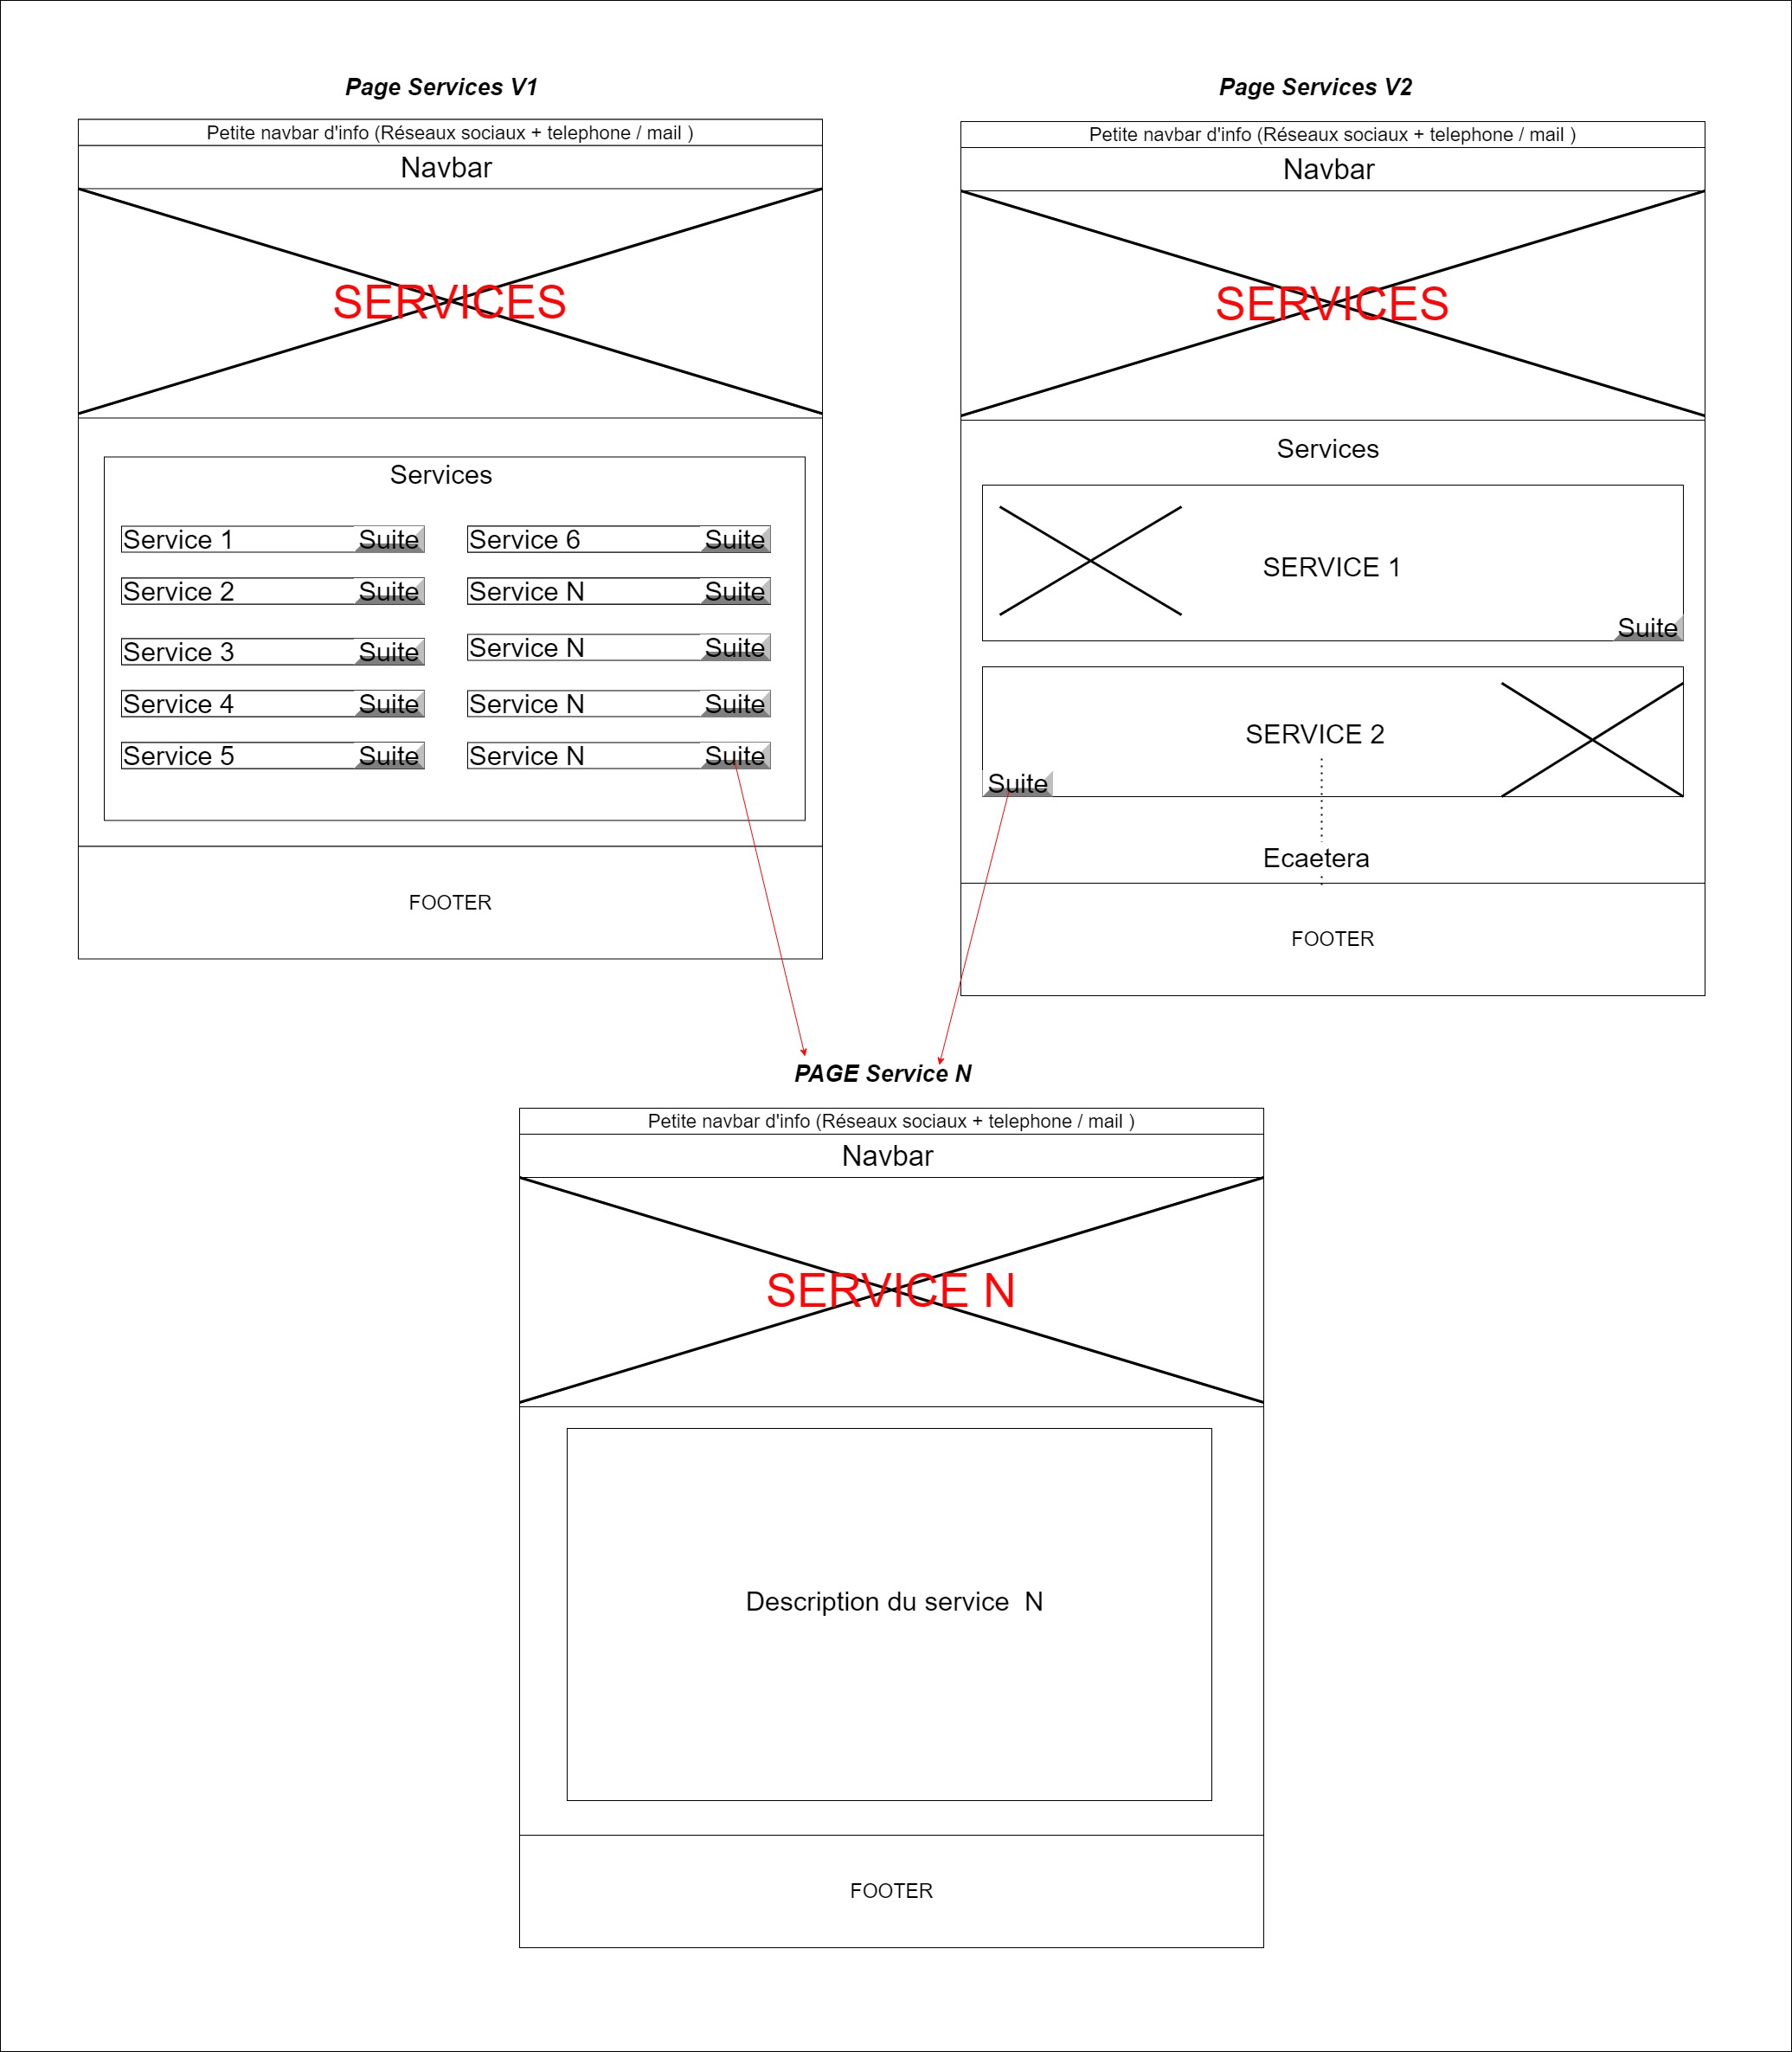 Page Services V1
Petite navbar d'info (Réseaux sociaux + telephone / mail )
Navbar
SERVICES
Services
Service 1 Suite
Service 2 Suite
Service 3 Suite
Service 4 Suite
Service 5 Suite
Service 6 Suite
Service N Suite
Service N Suite
Service N Suite
Service N Suite
FOOTER
Page Services V2
Petite navbar d'info (Réseaux sociaux + telephone / mail )
Navbar
SERVICES
Services
SERVICE 1
Suite
SERVICE 2
Suite
Ecaetera
FOOTER
PAGE Service N
Petite navbar d'info (Réseaux sociaux + telephone / mail )
Navbar
SERVICE N
Description du service  N
FOOTER